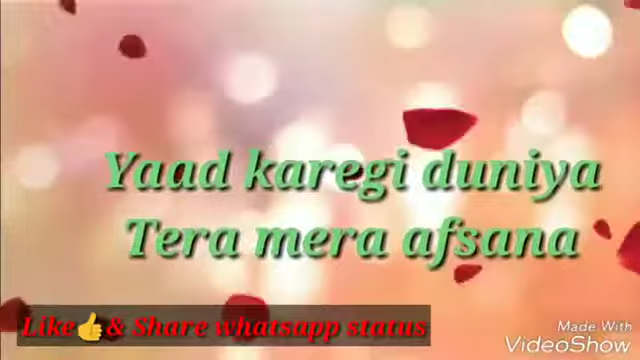 Yaad karegi duniya
Tera mera afsana
Like👍& Share whatsapp status
Made With
VideoShow